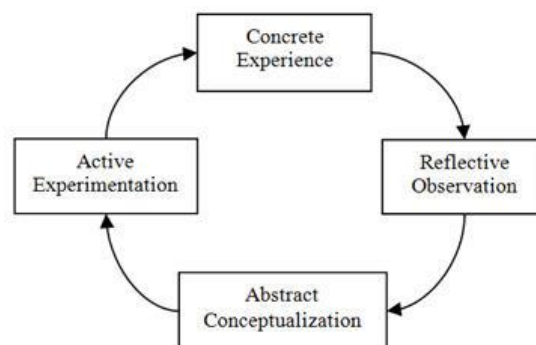 Concrete
Experience
Reflective
Observation
Abstract
Conceptualization
Active
Experimentation